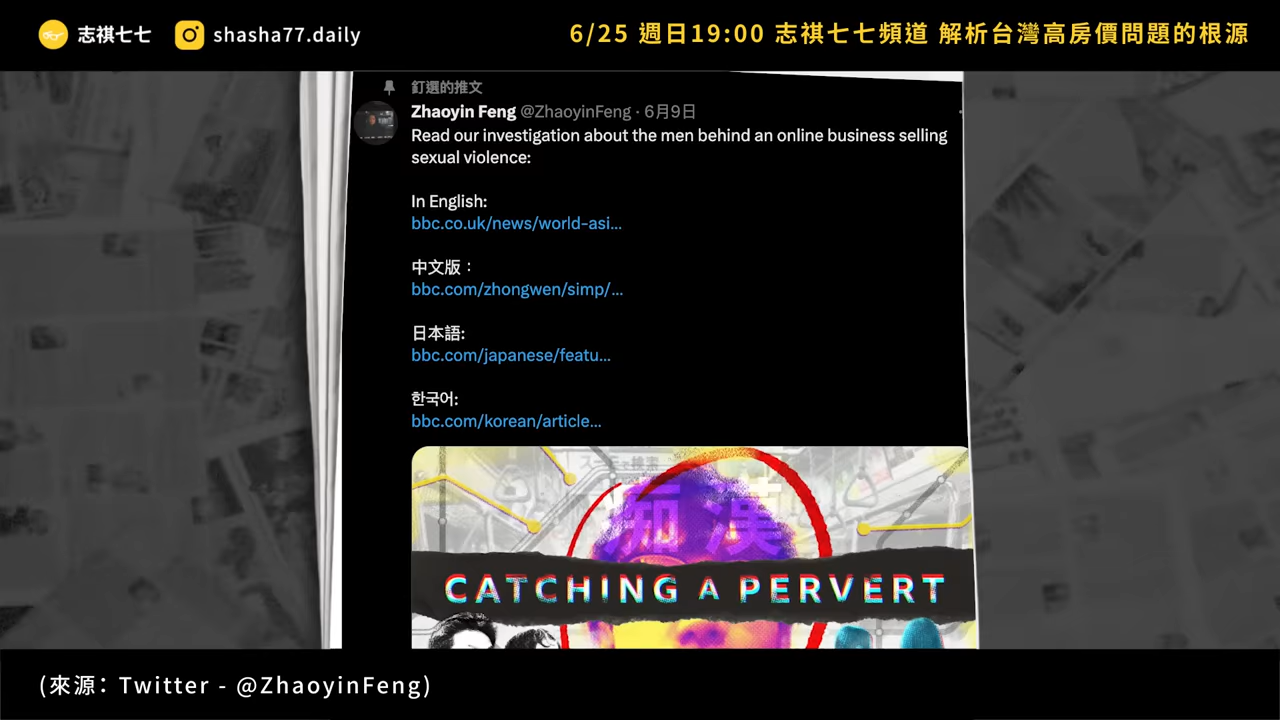 志祺七七
shasha77.daily
6/25 週日19:00 志祺七七頻道 解析台灣高房價問題的根源
釘選的推文
Zhaoyin Feng @ZhaoyinFeng · 6月9日
Read our investigation about the men behind an online business selling
sexual violence:
In English:
bbc.co.uk/news/world-asi...
中文版：
bbc.com/zhongwen/simp/...
日本語:
bbc.com/japanese/featu...
한국어:
bbc.com/korean/article...
痴漢
CATCHING A PERVERT
(來源：Twitter - @ZhaoyinFeng)